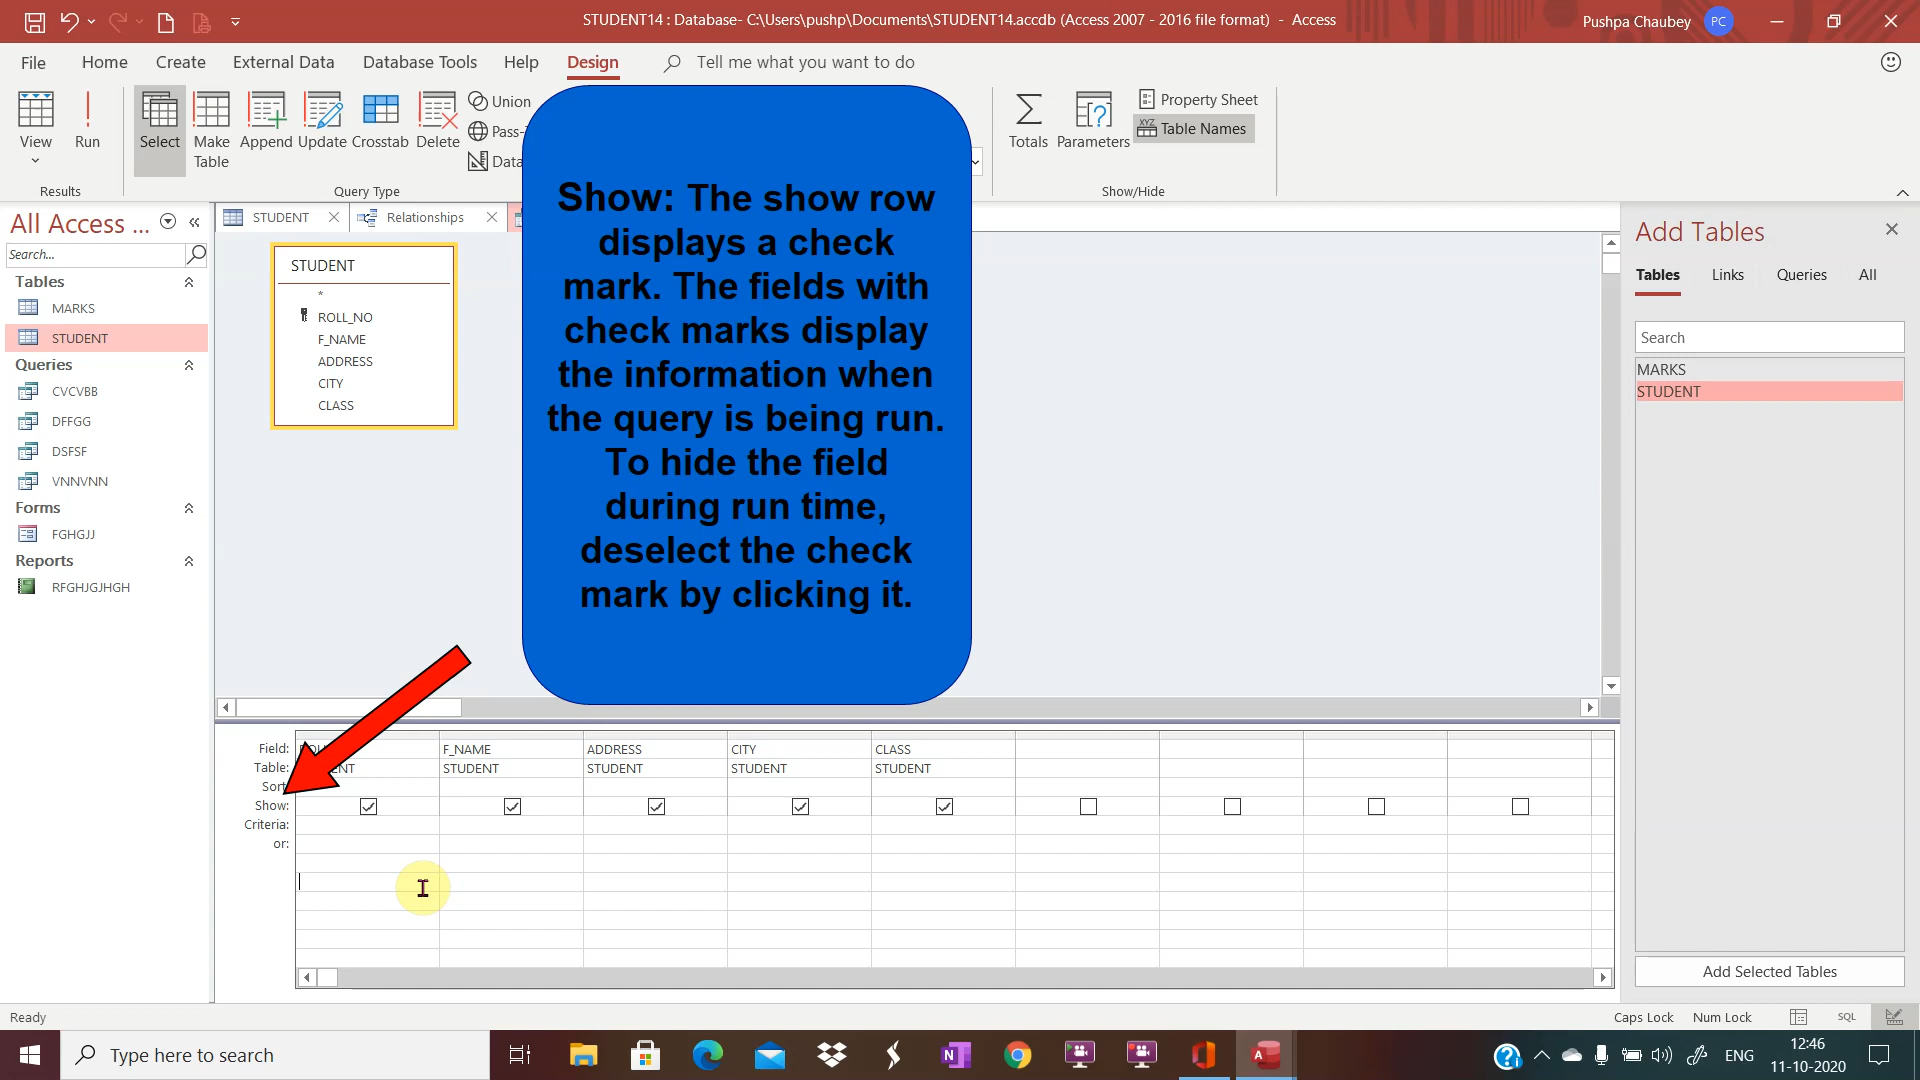 STUDENT14 : Database- C:\Users\pushp\Documents\STUDENT14.accdb (Access 2007 - 2016 file format) - Access
Pushpa Chaubey
PC
File Home Create External Data Database Tools Help Design Tell me what you want to do
View
Run
Select
Make
Table
Append
Update
Crosstab
Delete
Union
Pass-
Data
Totals
Parameters
Property Sheet
XYZ
Table Names
Results
Query Type
Show/Hide
All Access ...
Search...
Tables
MARKS
STUDENT
Queries
CVCVBB
DFFGG
DSFSF
VNNVNN
Forms
FGHGJJ
Reports
RFGHJGJHGH
STUDENT
Relationships
STUDENT
*
ROLL_NO
F_NAME
ADDRESS
CITY
CLASS
Show: The show row
displays a check
mark. The fields with
check marks display
the information when
the query is being run.
To hide the field
during run time,
deselect the check
mark by clicking it.
Add Tables
Tables Links Queries All
Search
MARKS
STUDENT
Add Selected Tables
Field: F_NAME ADDRESS CITY CLASS
Table: STUDENT STUDENT STUDENT STUDENT
Sort
Show:
Criteria:
or:
Ready
Caps Lock Num Lock
SQL
Type here to search
ENG
12:46
11-10-2020